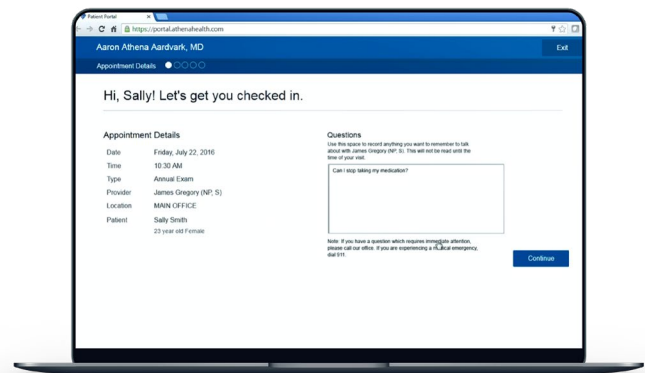 Patient Portal
https://portal.athenahealth.com
Aaron Athena Aardvark, MD
Exit
Appointment Details
Hi, Sally! Let's get you checked in.
Appointment Details
Date Friday, July 22, 2016
Time 10:30 AM
Type Annual Exam
Provider James Gregory (NP, S)
Location MAIN OFFICE
Patient Sally Smith
23 year old Female
Questions
Use this space to record anything you want to remember to talk
about with James Gregory (NP, S). This will not be read until the
time of your visit.
Can I stop taking my medication?
Note: If you have a question which requires immediate attention,
please call our office. If you are experiencing a medical emergency,
dial 911.
Continue